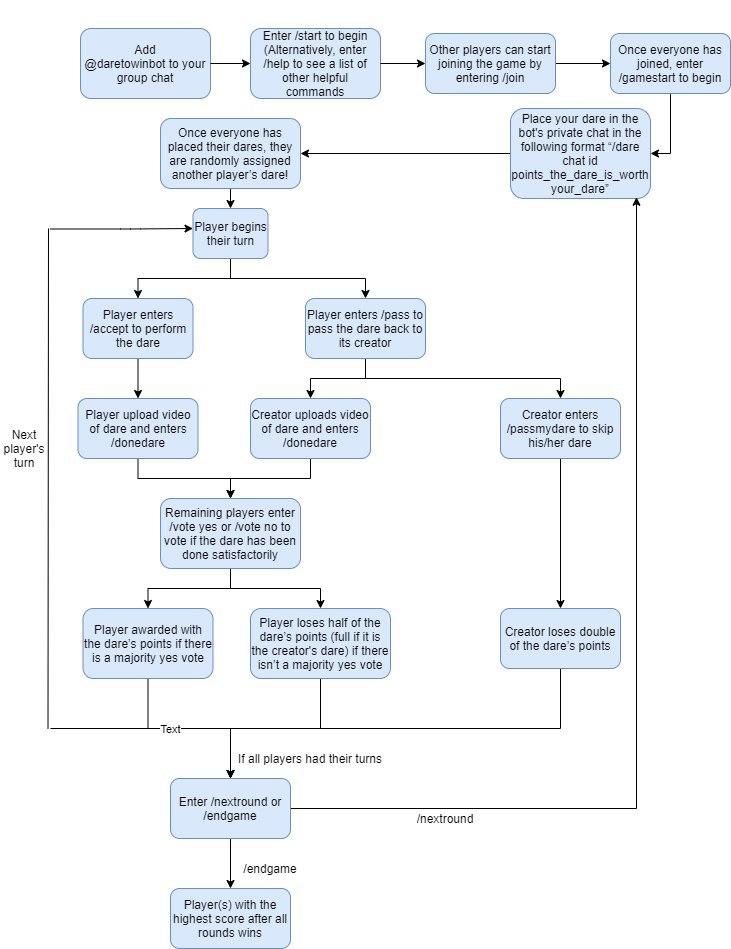 Add
@daretowinbot to your
group chat
Enter /start to begin
(Alternatively, enter
/help to see a list of
other helpful
commands
Other players can start
joining the game by
entering /join
Once everyone has
joined, enter
/gamestart to begin
Place your dare in the
bot's private chat in the
following format “/dare
chat id
points_the_dare_is_worth
your_dare”
Once everyone has
placed their dares, they
are randomly assigned
another player’s dare!
Player begins
their turn
Player enters
/accept to perform
the dare
Player enters /pass to
pass the dare back to
its creator
Player upload video
of dare and enters
/donedare
Creator uploads video
of dare and enters
/donedare
Creator enters
/passmydare to skip
his/her dare
Next
player's
turn
Remaining players enter
/vote yes or /vote no to
vote if the dare has been
done satisfactorily
Player awarded with
the dare’s points if there
is a majority yes vote
Player loses half of the
dare’s points (full if it is
the creator's dare) if there
isn’t a majority yes vote
Creator loses double
of the dare’s points
Text
If all players had their turns
Enter /nextround or
/endgame
/nextround
/endgame
Player(s) with the
highest score after all
rounds wins